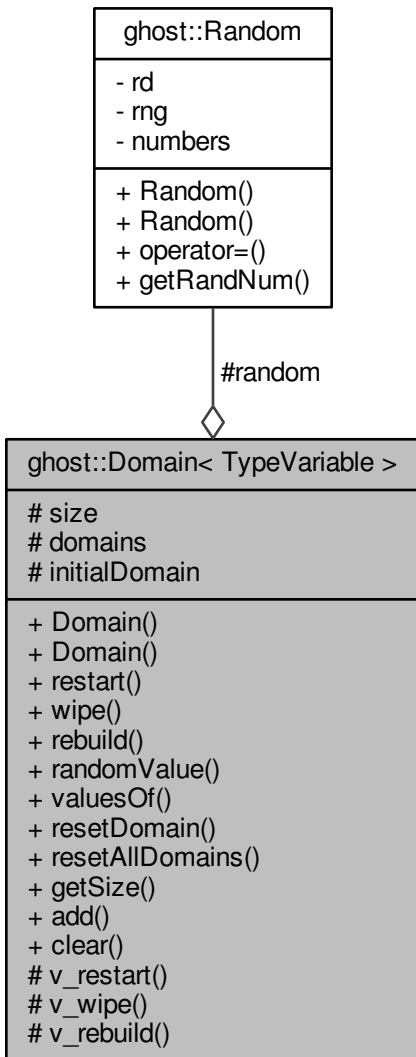 ghost::Random
- rd
- rng
- numbers
+ Random()
+ Random()
+ operator=()
+ getRandNum()
#random
ghost::Domain< TypeVariable >
# size
# domains
# initialDomain
+ Domain()
+ Domain()
+ restart()
+ wipe()
+ rebuild()
+ randomValue()
+ valuesOf()
+ resetDomain()
+ resetAllDomains()
+ getSize()
+ add()
+ clear()
# v_restart()
# v_wipe()
# v_rebuild()